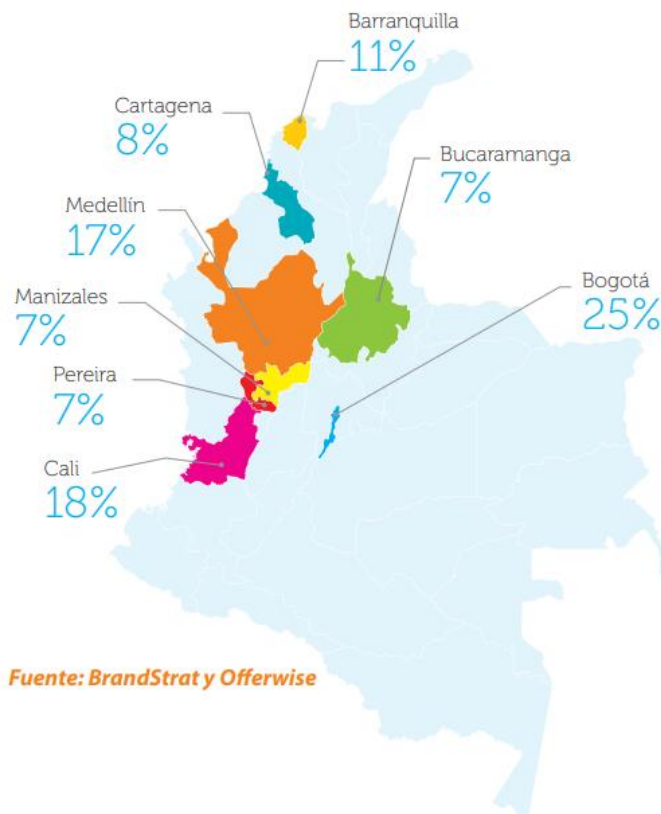 Barranquilla
11%
Cartagena
8%
Bucaramanga
7%
Medellín
17%
Bogotá
25%
Manizales
7%
Pereira
7%
Cali
18%
Fuente: BrandStrat y Offerwise